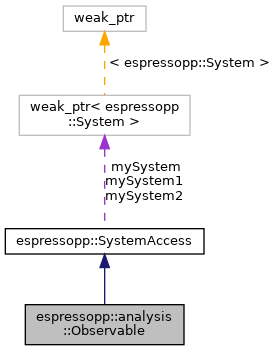 weak_ptr
< espressopp::System >
weak_ptr< espressopp
::System >
mySystem
mySystem1
mySystem2
espressopp::SystemAccess
espressopp::analysis
::Observable